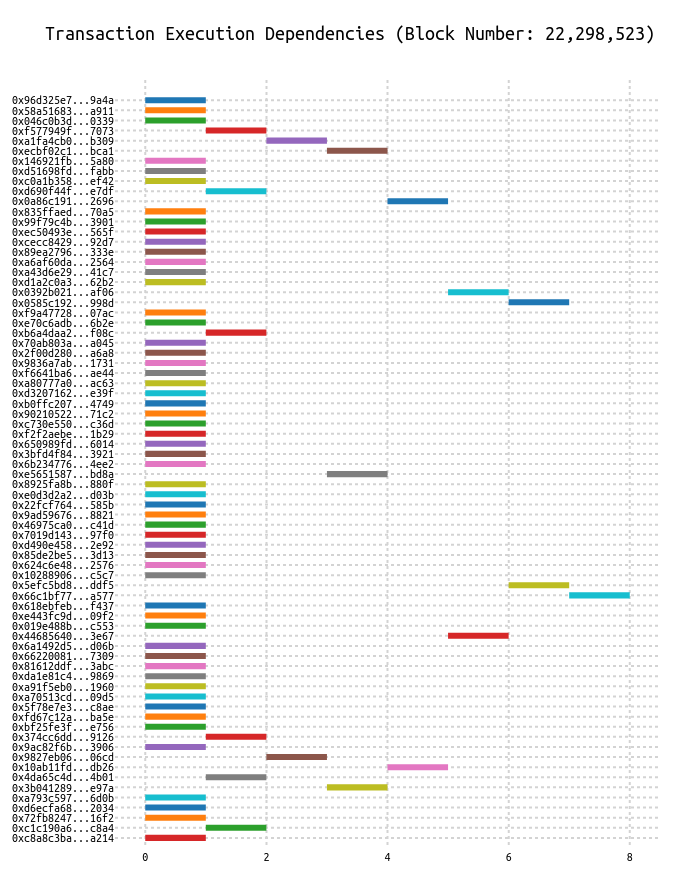 Transaction Execution Dependencies (Block Number: 22,298,523)
0x96d325e7...9a4a
0x58a51683...a911
0x046c0b3d...0339
0xf577949f...7073
0xa1fa4cb0...b309
0xecbf02c1...bca1
0x146921fb...5a80
0xd51698fd...fabb
0xc0a1b358...ef42
0xd690f44f...e7df
0x0a86c191...2696
0x835ffaed...70a5
0x99f79c4b...3901
0xec50493e...565f
0xcecc8429...92d7
0x89ea2796...333e
0xa6af60da...2564
0xa43d6e29...41c7
0xd1a2c0a3...62b2
0x0392b021...af06
0x0585c192...998d
0xf9a47728...07ac
0xe70c6adb...6b2e
0xb6a4daa2...f08c
0x70ab803a...a045
0x2f00d280...a6a8
0x9836a7ab...1731
0xf6641ba6...ae44
0xa80777a0...ac63
0xd3207162...e39f
0xb0ffc207...4749
0x90210522...71c2
0xc730e550...c36d
0xf2f2aebe...1b29
0x650989fd...6014
0x3bfd4f84...3921
0x6b234776...4ee2
0xe5651587...bd8a
0x8925fa8b...880f
0xe0d3d2a2...d03b
0x22fcf764...585b
0x9ad59676...8821
0x46975ca0...c41d
0x7019d143...97f0
0xd490e458...2e92
0x85de2be5...3d13
0x624c6e48...2576
0x10288906...c5c7
0x5efc5bd8...ddf5
0x66c1bf77...a577
0x618ebfeb...f437
0xe443fc9d...09f2
0x019e488b...c553
0x44685640...3e67
0x6a1492d5...d06b
0x66220081...7309
0x81612ddf...3abc
0xda1e81c4...9869
0xa91f5eb0...1960
0xa70513cd...09d5
0x5f78e7e3...c8ae
0xfd67c12a...ba5e
0xbf25fe3f...e756
0x374cc6dd...9126
0x9ac82f6b...3906
0x9827eb06...06cd
0x10ab11fd...db26
0x4da65c4d...4b01
0x3b041289...e97a
0xa793c597...6d0b
0xd6ecfa68...2034
0x72fb8247...16f2
0xc1c190a6...c8a4
0xc8a8c3ba...a214
0 2 4 6 8